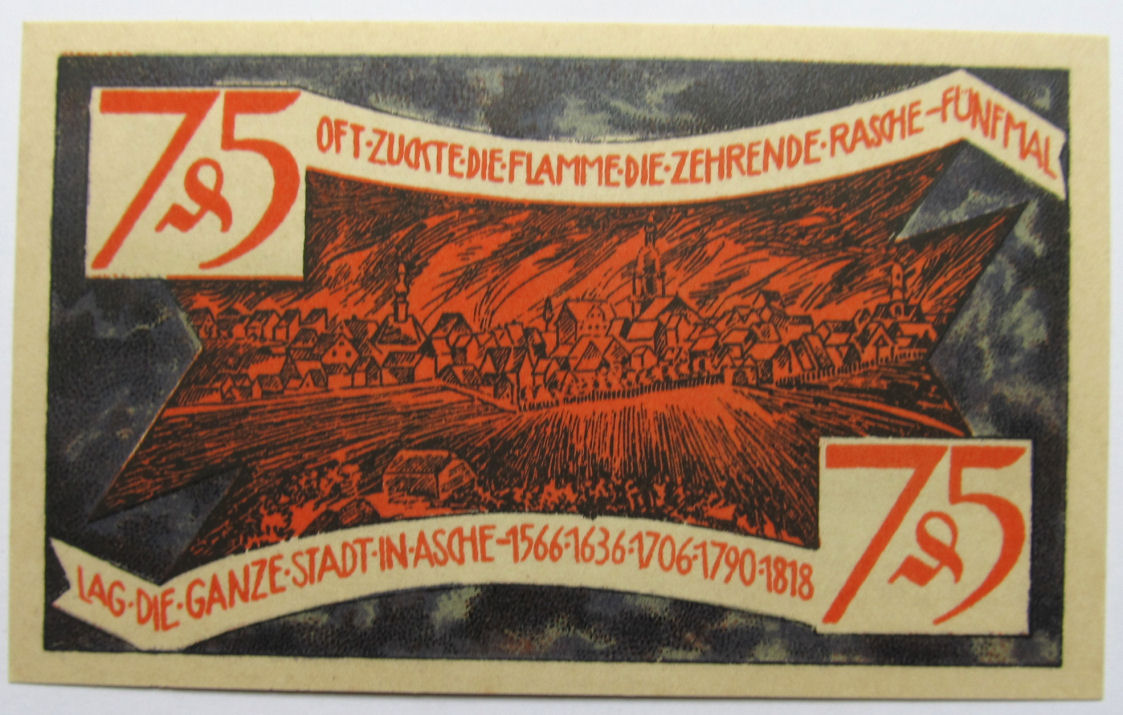 75 ₰
OFT·ZUCKTE·DIE·FLAMME·DIE·ZEHRENDE·RASCHE-FÜNFMAL
LAG·DIE·GANZE·STADT·IN·ASCHE-1566·1636·1706·1790·1818
75 ₰